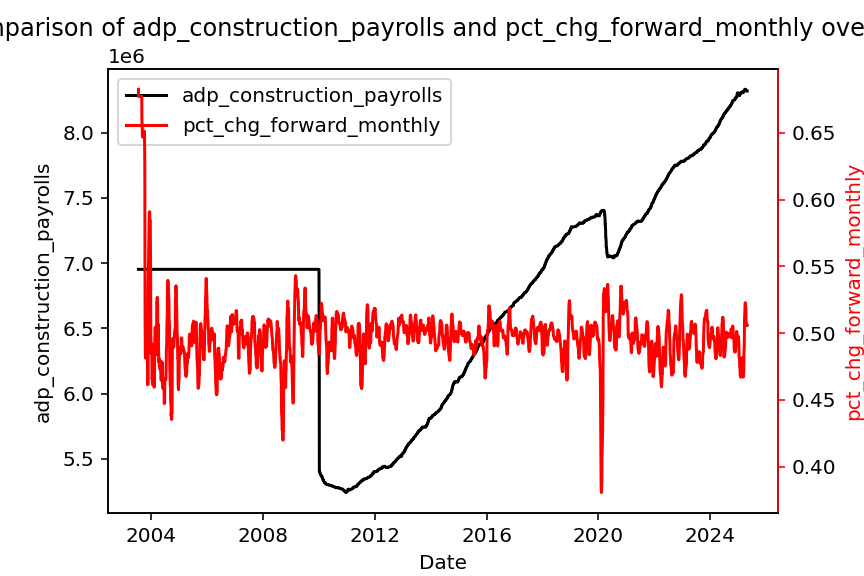 parison of adp_construction_payrolls and pct_chg_forward_monthly ove
1e6
adp_construction_payrolls
pct_chg_forward_monthly
8.0
7.5
7.0
6.5
6.0
5.5
adp_construction_payrolls
0.65
0.60
0.55
0.50
0.45
0.40
pct_chg_forward_monthly
2004 2008 2012 2016 2020 2024
Date